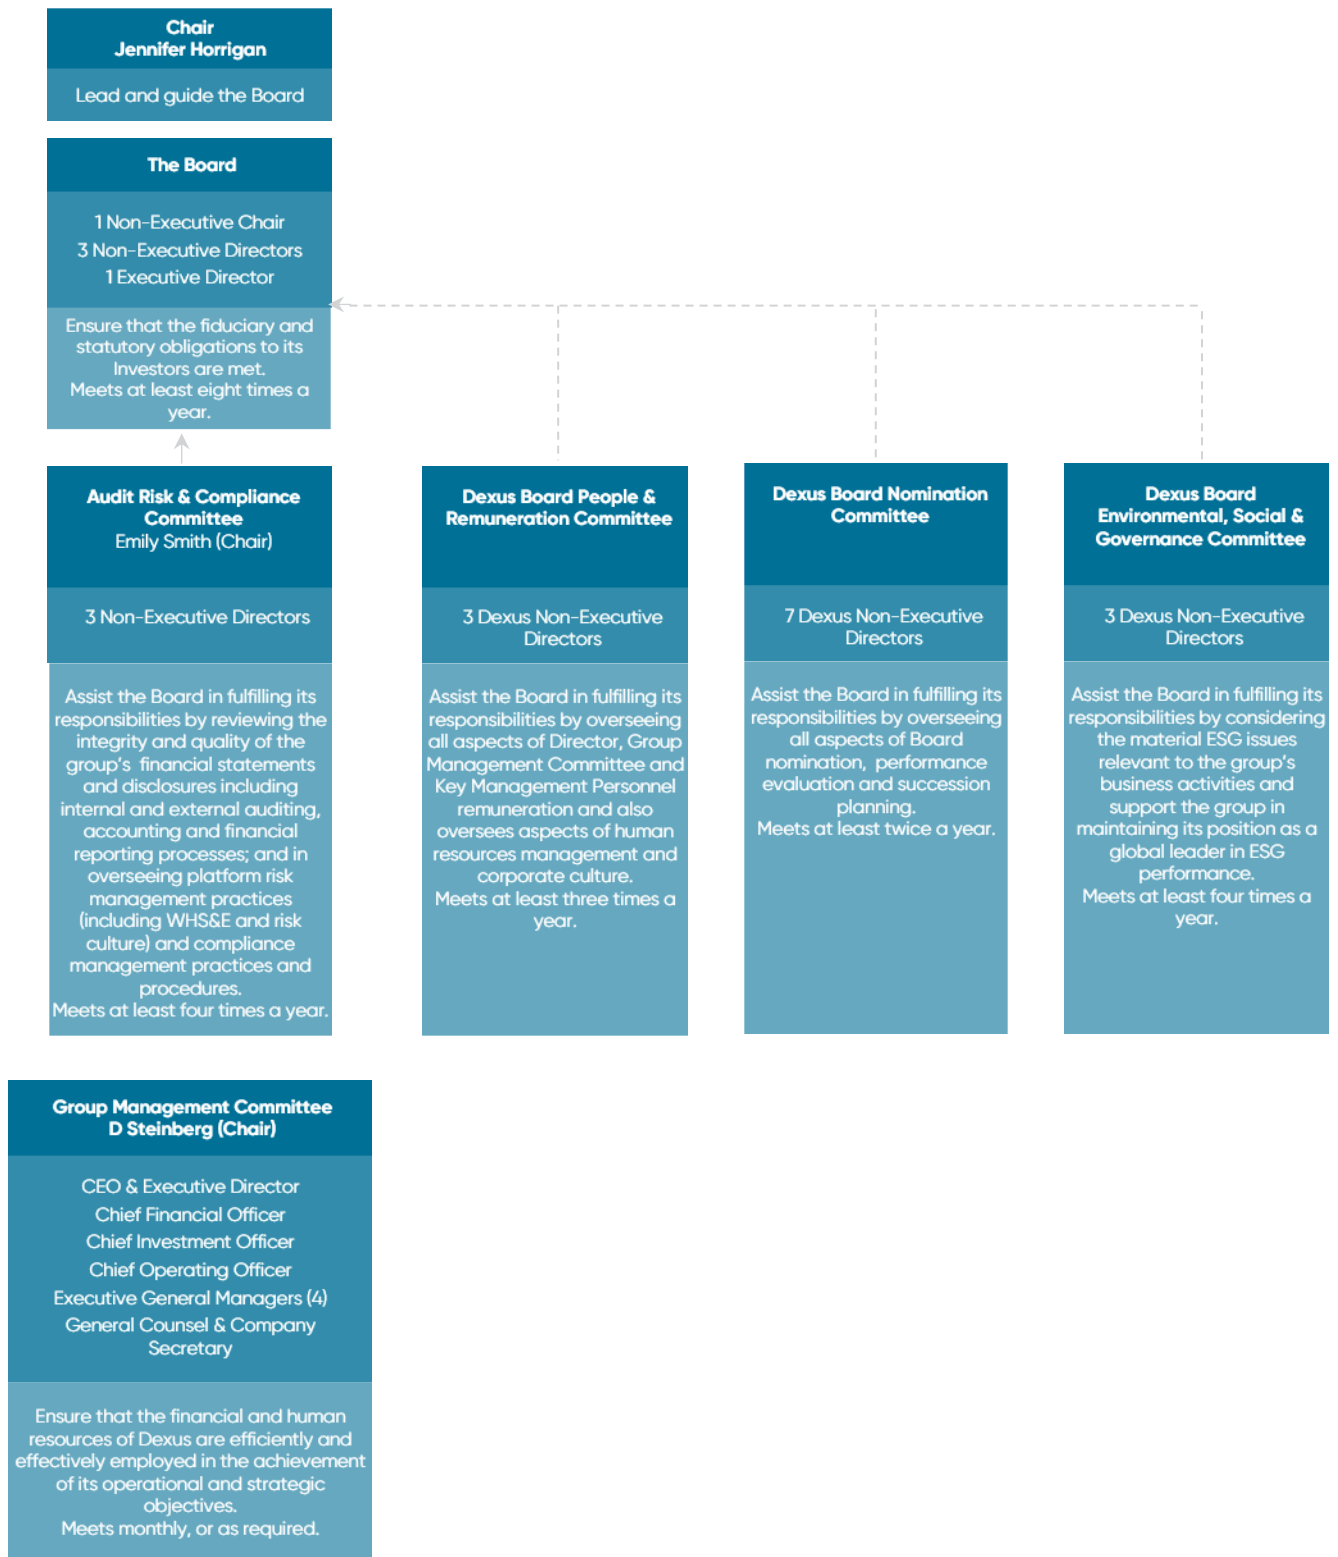 Chair
Jennifer Horrigan
Lead and guide the Board
The Board
1 Non-Executive Chair
3 Non-Executive Directors
1 Executive Director
Ensure that the fiduciary and
statutory obligations to its
Investors are met.
Meets at least eight times a
year.
Audit Risk & Compliance
Committee
Emily Smith (Chair)
3 Non-Executive Directors
Assist the Board in fulfilling its
responsibilities by reviewing the
integrity and quality of the
group's financial statements
and disclosures including
internal and external auditing,
accounting and financial
reporting processes; and in
overseeing platform risk
management practices
(including WHS&E and risk
culture) and compliance
management practices and
procedures.
Meets at least four times a year.
Dexus Board People &
Remuneration Committee
3 Dexus Non-Executive
Directors
Assist the Board in fulfilling its
responsibilities by overseeing
all aspects of Director, Group
Management Committee and
Key Management Personnel
remuneration and also
oversees aspects of human
resources management and
corporate culture.
Meets at least three times a
year.
Dexus Board Nomination
Committee
7 Dexus Non-Executive
Directors
Assist the Board in fulfilling its
responsibilities by overseeing
all aspects of Board
nomination, performance
evaluation and succession
planning.
Meets at least twice a year.
Dexus Board
Environmental, Social &
Governance Committee
3 Dexus Non-Executive
Directors
Assist the Board in fulfilling its
responsibilities by considering
the material ESG issues
relevant to the group's
business activities and
support the group in
maintaining its position as a
global leader in ESG
performance.
Meets at least four times a
year.
Group Management Committee
D Steinberg (Chair)
CEO & Executive Director
Chief Financial Officer
Chief Investment Officer
Chief Operating Officer
Executive General Managers (4)
General Counsel & Company
Secretary
Ensure that the financial and human
resources of Dexus are efficiently and
effectively employed in the achievement
of its operational and strategic
objectives.
Meets monthly, or as required.